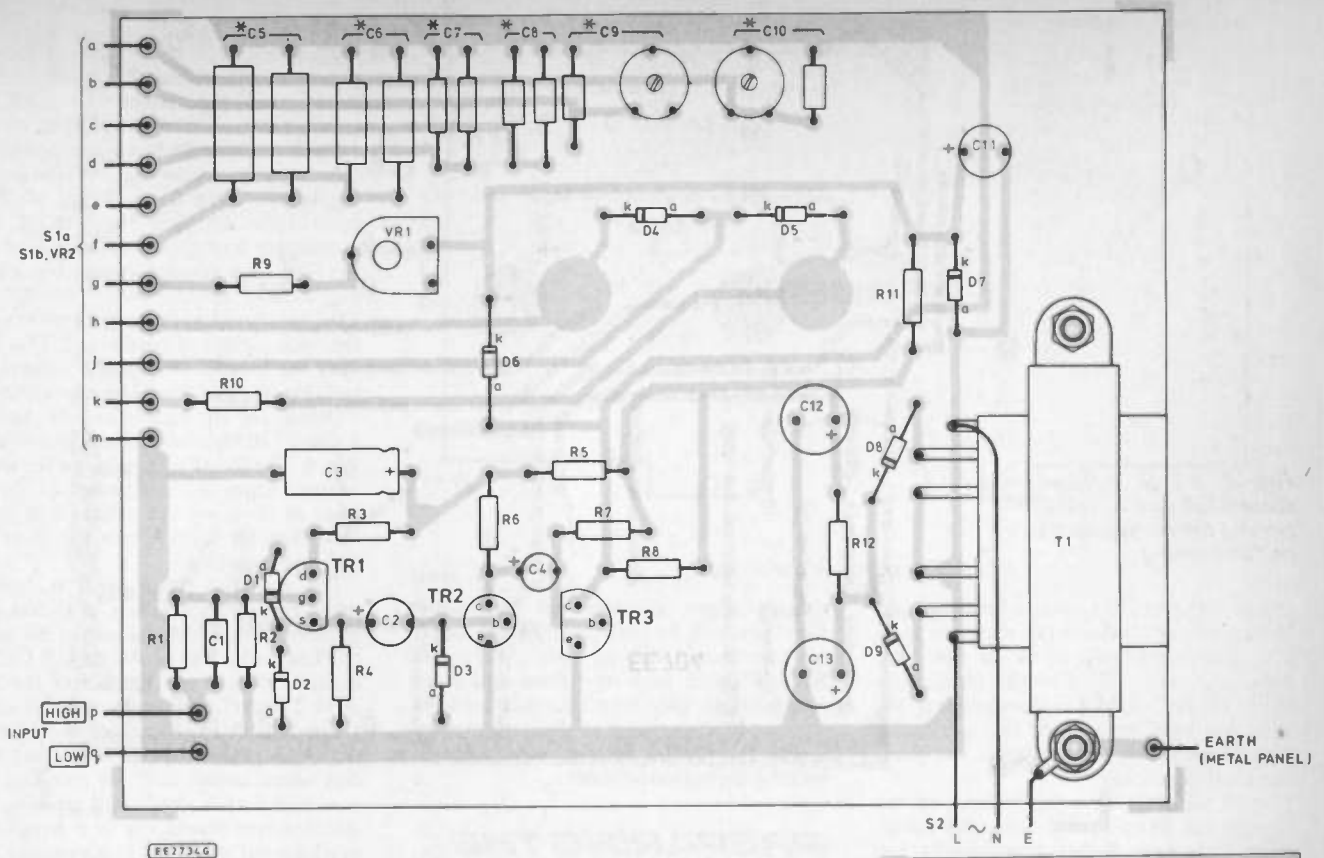 * C5
* C6
* C7
* C8
* C9
* C10
a
b
c
d
e
f
g
h
j
k
m
S1a
S1b, VR2
+ C11
k D4 a
k D5 a
VR1
R9
R11
k
D7
a
k
D6
a
R10
C12
+
a
D8
k
C3 +
R5
R3
R6
R7
R8
R12
T1
a
D1
k
TR1
d
g
s
+ C2
TR2
c
b
e
+ C4
c
b
e
TR3
R1
C1
R2
k
D2
a
R4
k
D3
a
C13
+
k
D9
a
HIGH p
INPUT
LOW q
EARTH
(METAL PANEL)
S2 L ~ N E
EE2734G
EE704